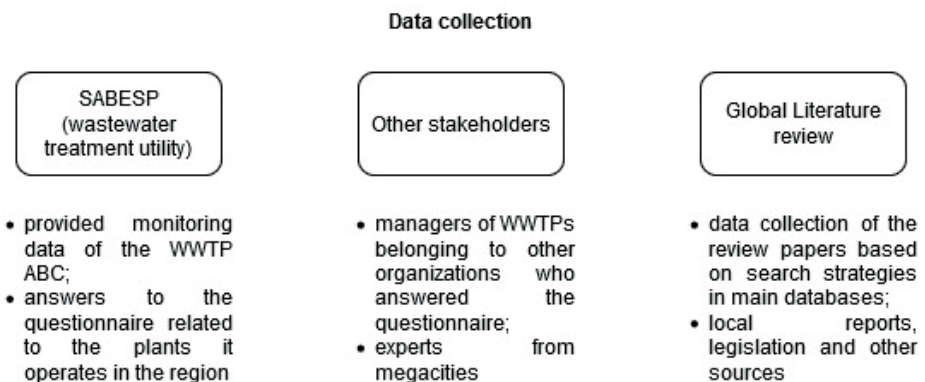 Data collection
SABESP
(wastewater
treatment utility)
Other stakeholders
Global Literature
review
• provided monitoring
data of the WWTP
ABC;
• answers to the
questionnaire related
to the plants it
operates in the region
• managers of WWTPs
belonging to other
organizations who
answered the
questionnaire;
• experts from
megacities
• data collection of the
review papers based
on search strategies
in main databases;
• local reports,
legislation and other
sources